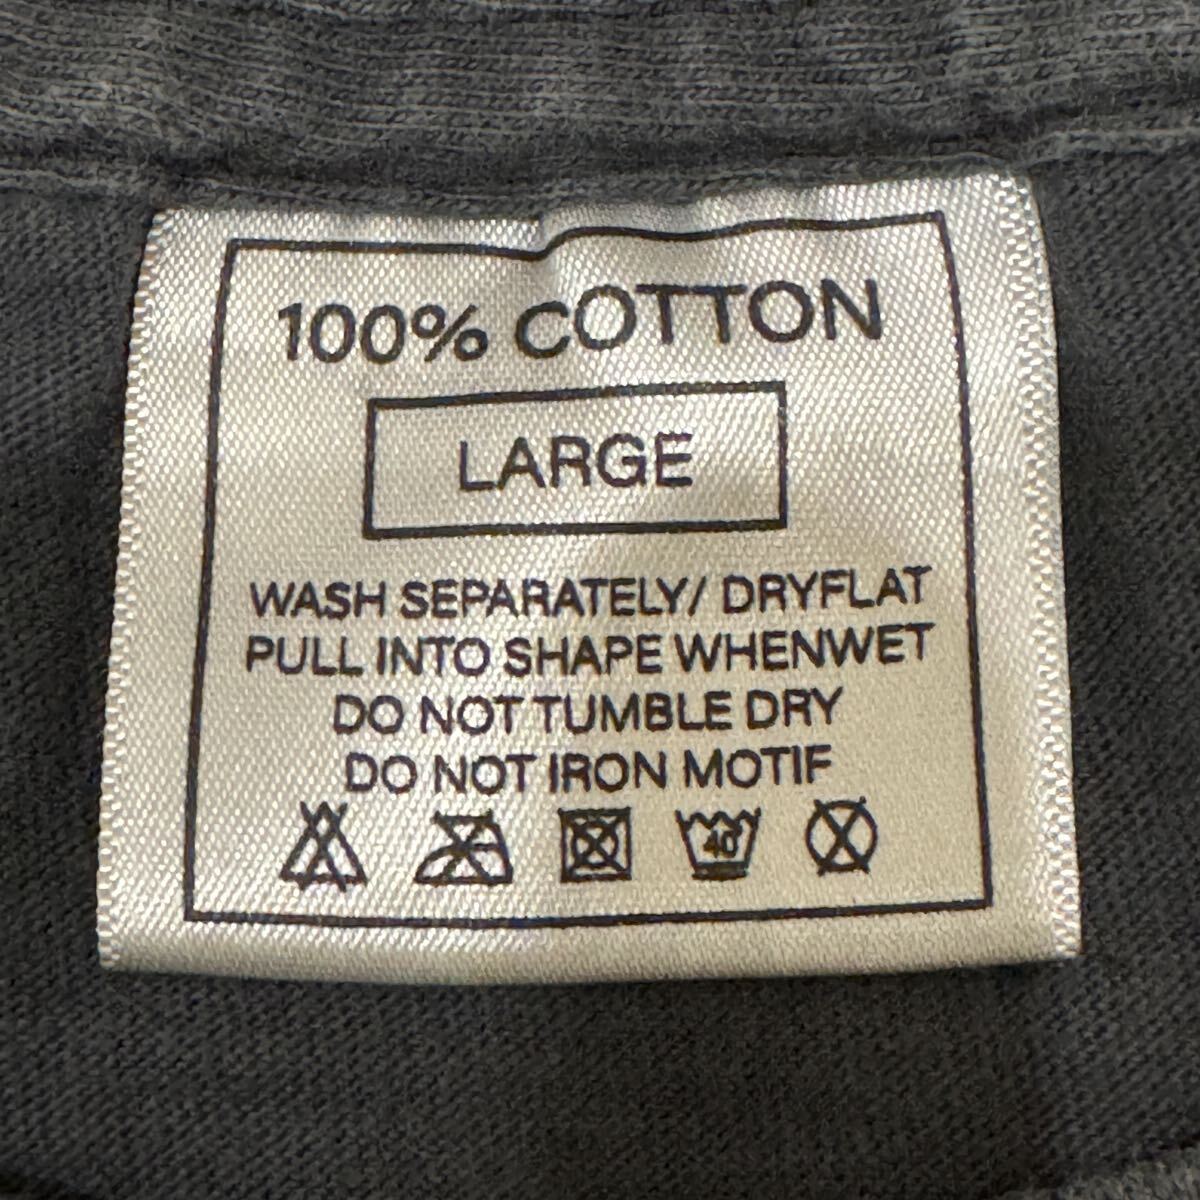 100% COTTON
LARGE
WASH SEPARATELY/ DRYFLAT
PULL INTO SHAPE WHENWET
DO NOT TUMBLE DRY
DO NOT IRON MOTIF
40°